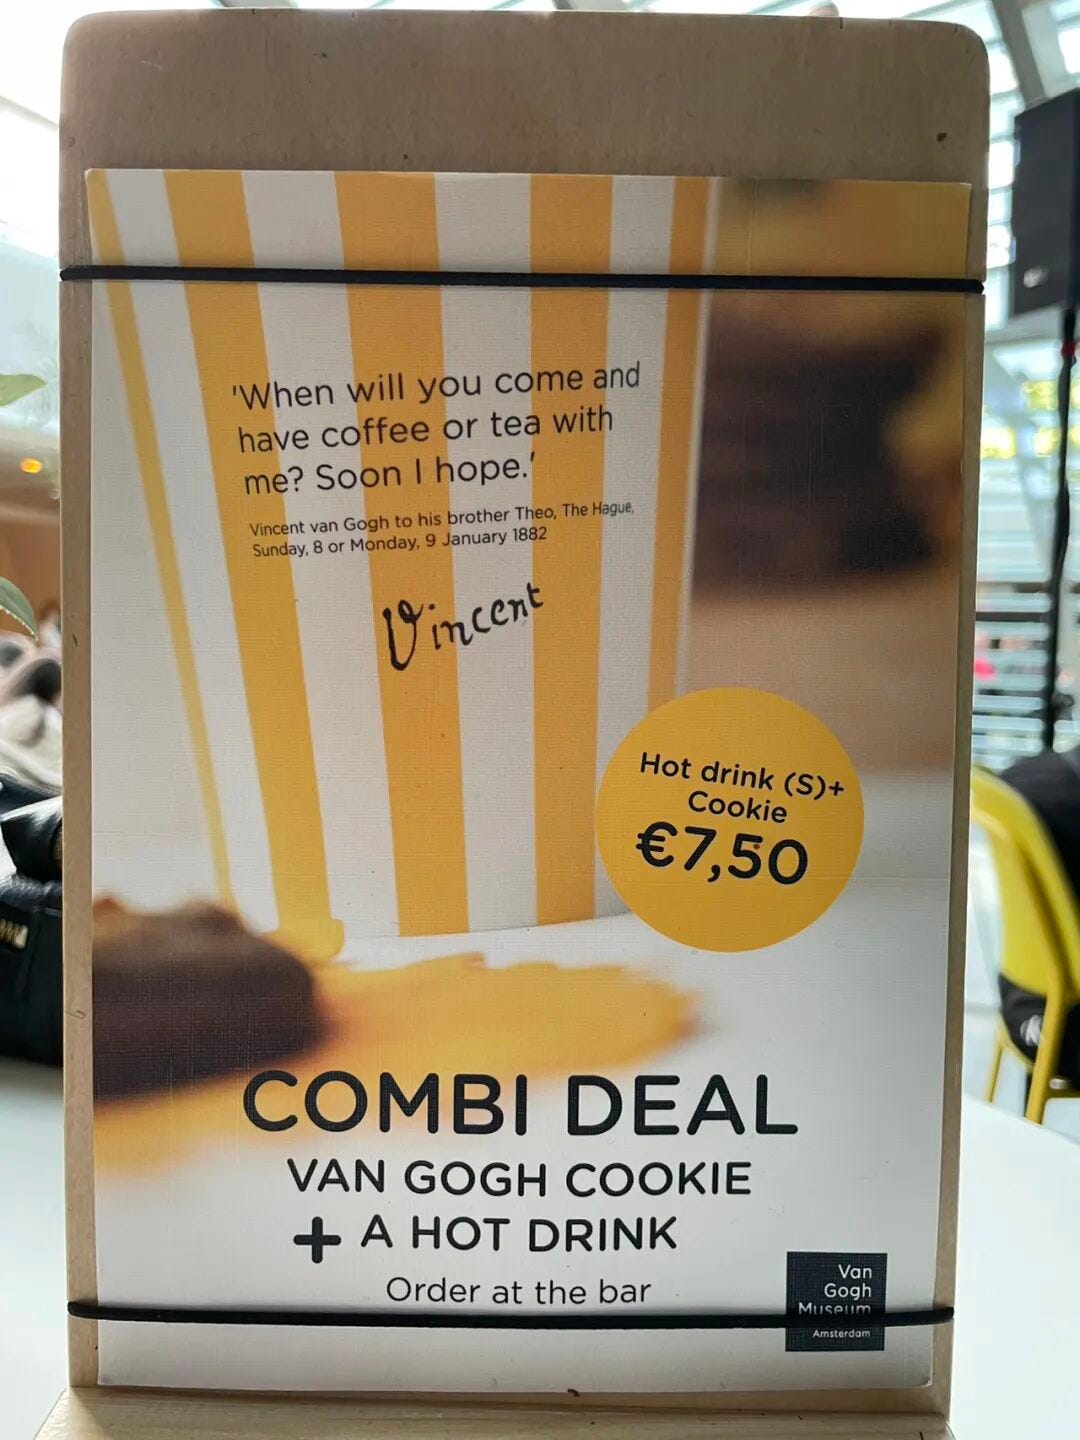 'When will you come and
have coffee or tea with
me? Soon I hope.'
Vincent van Gogh to his brother Theo, The Hague,
Sunday, 8 or Monday, 9 January 1882
Vincent
Hot drink (S)+
Cookie
€7,50
COMBI DEAL
VAN GOGH COOKIE
+ A HOT DRINK
Order at the bar
Van
Gogh
Museum
Amsterdam